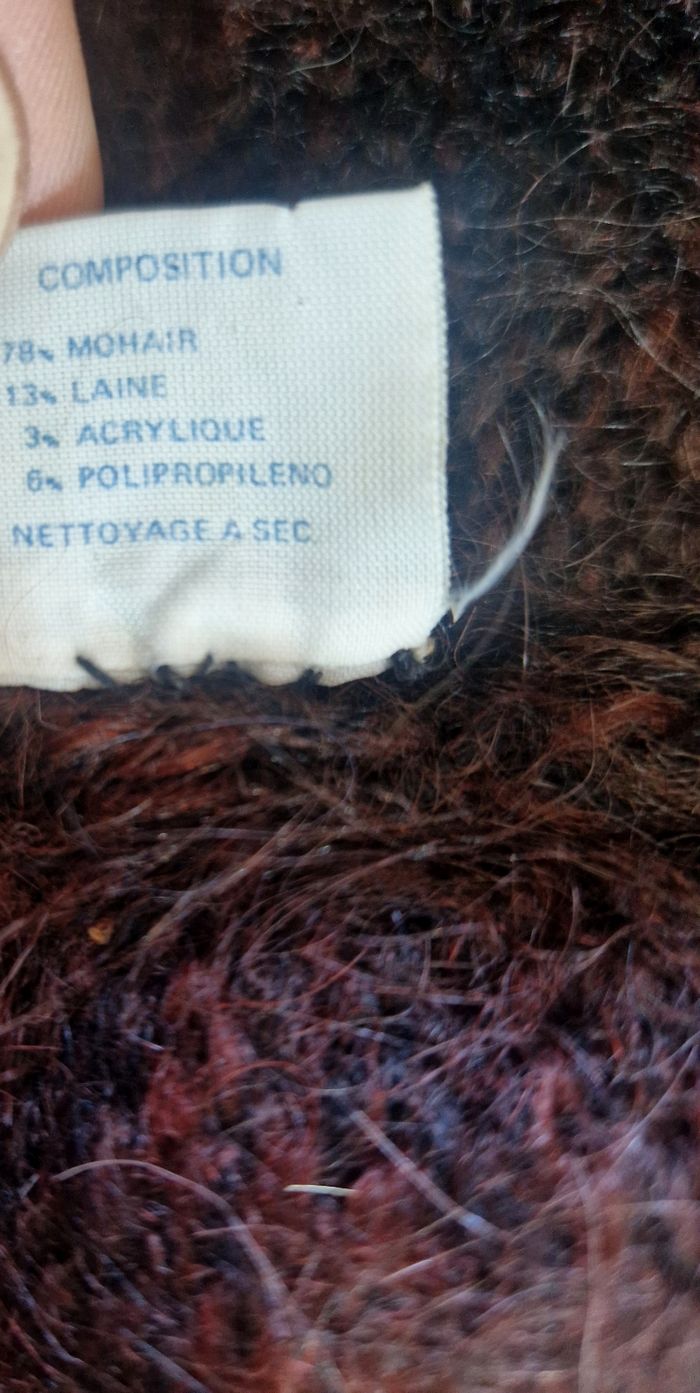 COMPOSITION
78% MOHAIR
13% LAINE
3% ACRYLIQUE
6% POLIPROPILENO
NETTOYAGE A SEC